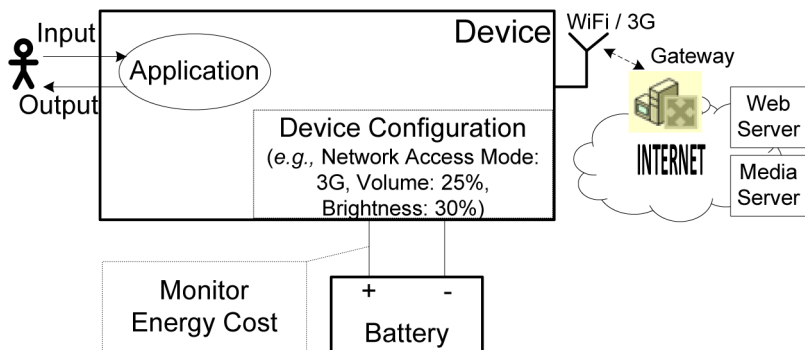 Input
Output
Application
Device
WiFi / 3G
Gateway
Device Configuration
(e.g., Network Access Mode:
3G, Volume: 25%,
Brightness: 30%)
INTERNET
Web
Server
Media
Server
Monitor
Energy Cost
+ -
Battery